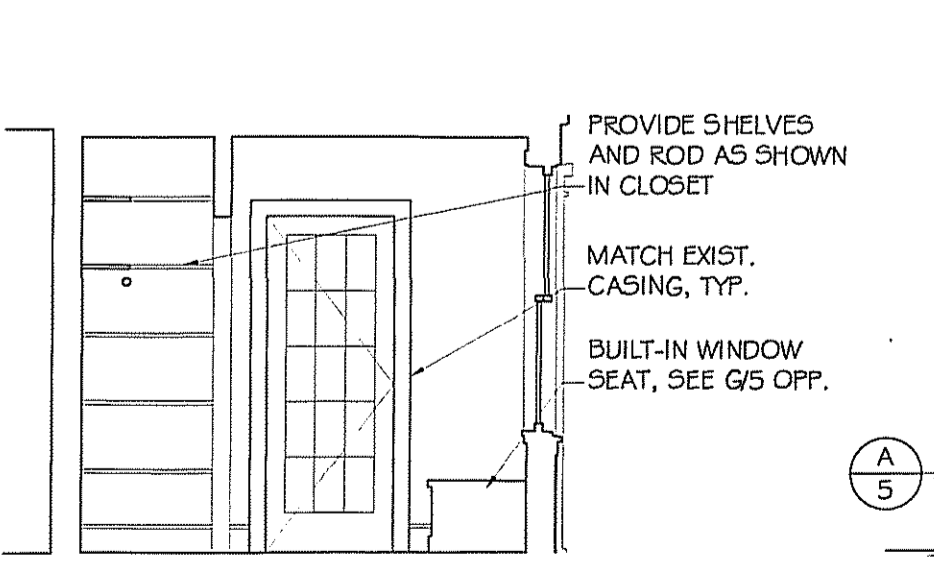 PROVIDE SHELVES
AND ROD AS SHOWN
IN CLOSET
MATCH EXIST.
CASING, TYP.
BUILT-IN WINDOW
SEAT, SEE G/5 OPP.
A
5